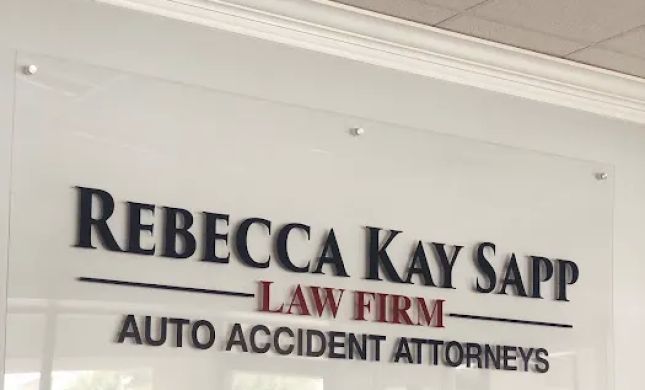 REBECCA KAY SAPP
LAW FIRM
AUTO ACCIDENT ATTORNEYS